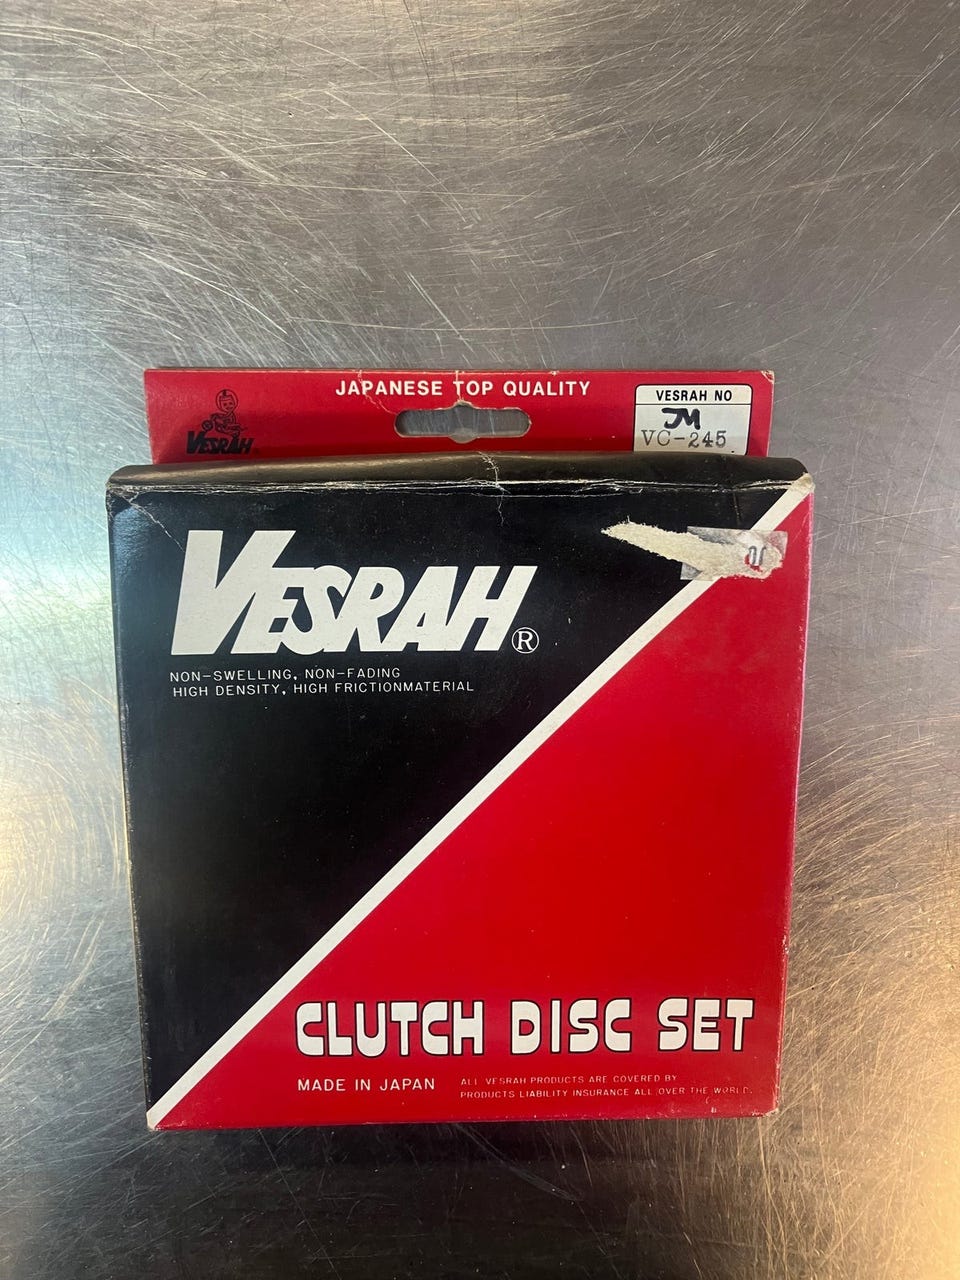 JAPANESE TOP QUALITY
VESRAH NO
JM
VC-245
VESRAH
VESRAH®
NON-SWELLING, NON-FADING
HIGH DENSITY, HIGH FRICTIONMATERIAL
CLUTCH DISC SET
MADE IN JAPAN
ALL VESRAH PRODUCTS ARE COVERED BY
PRODUCTS LIABILITY INSURANCE ALL OVER THE WORLD.